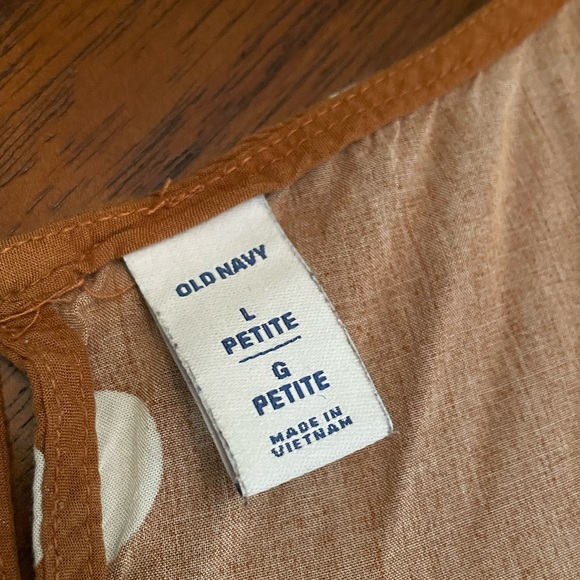 OLD NAVY
L
PETITE
G
PETITE
MADE IN
VIETNAM